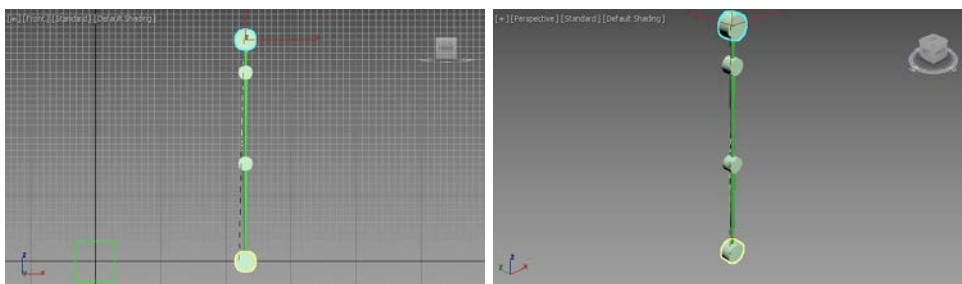 [+] [Front] [Standard] [Default Shading]
[+] [Perspective] [Standard] [Default Shading]
z
x
z
x